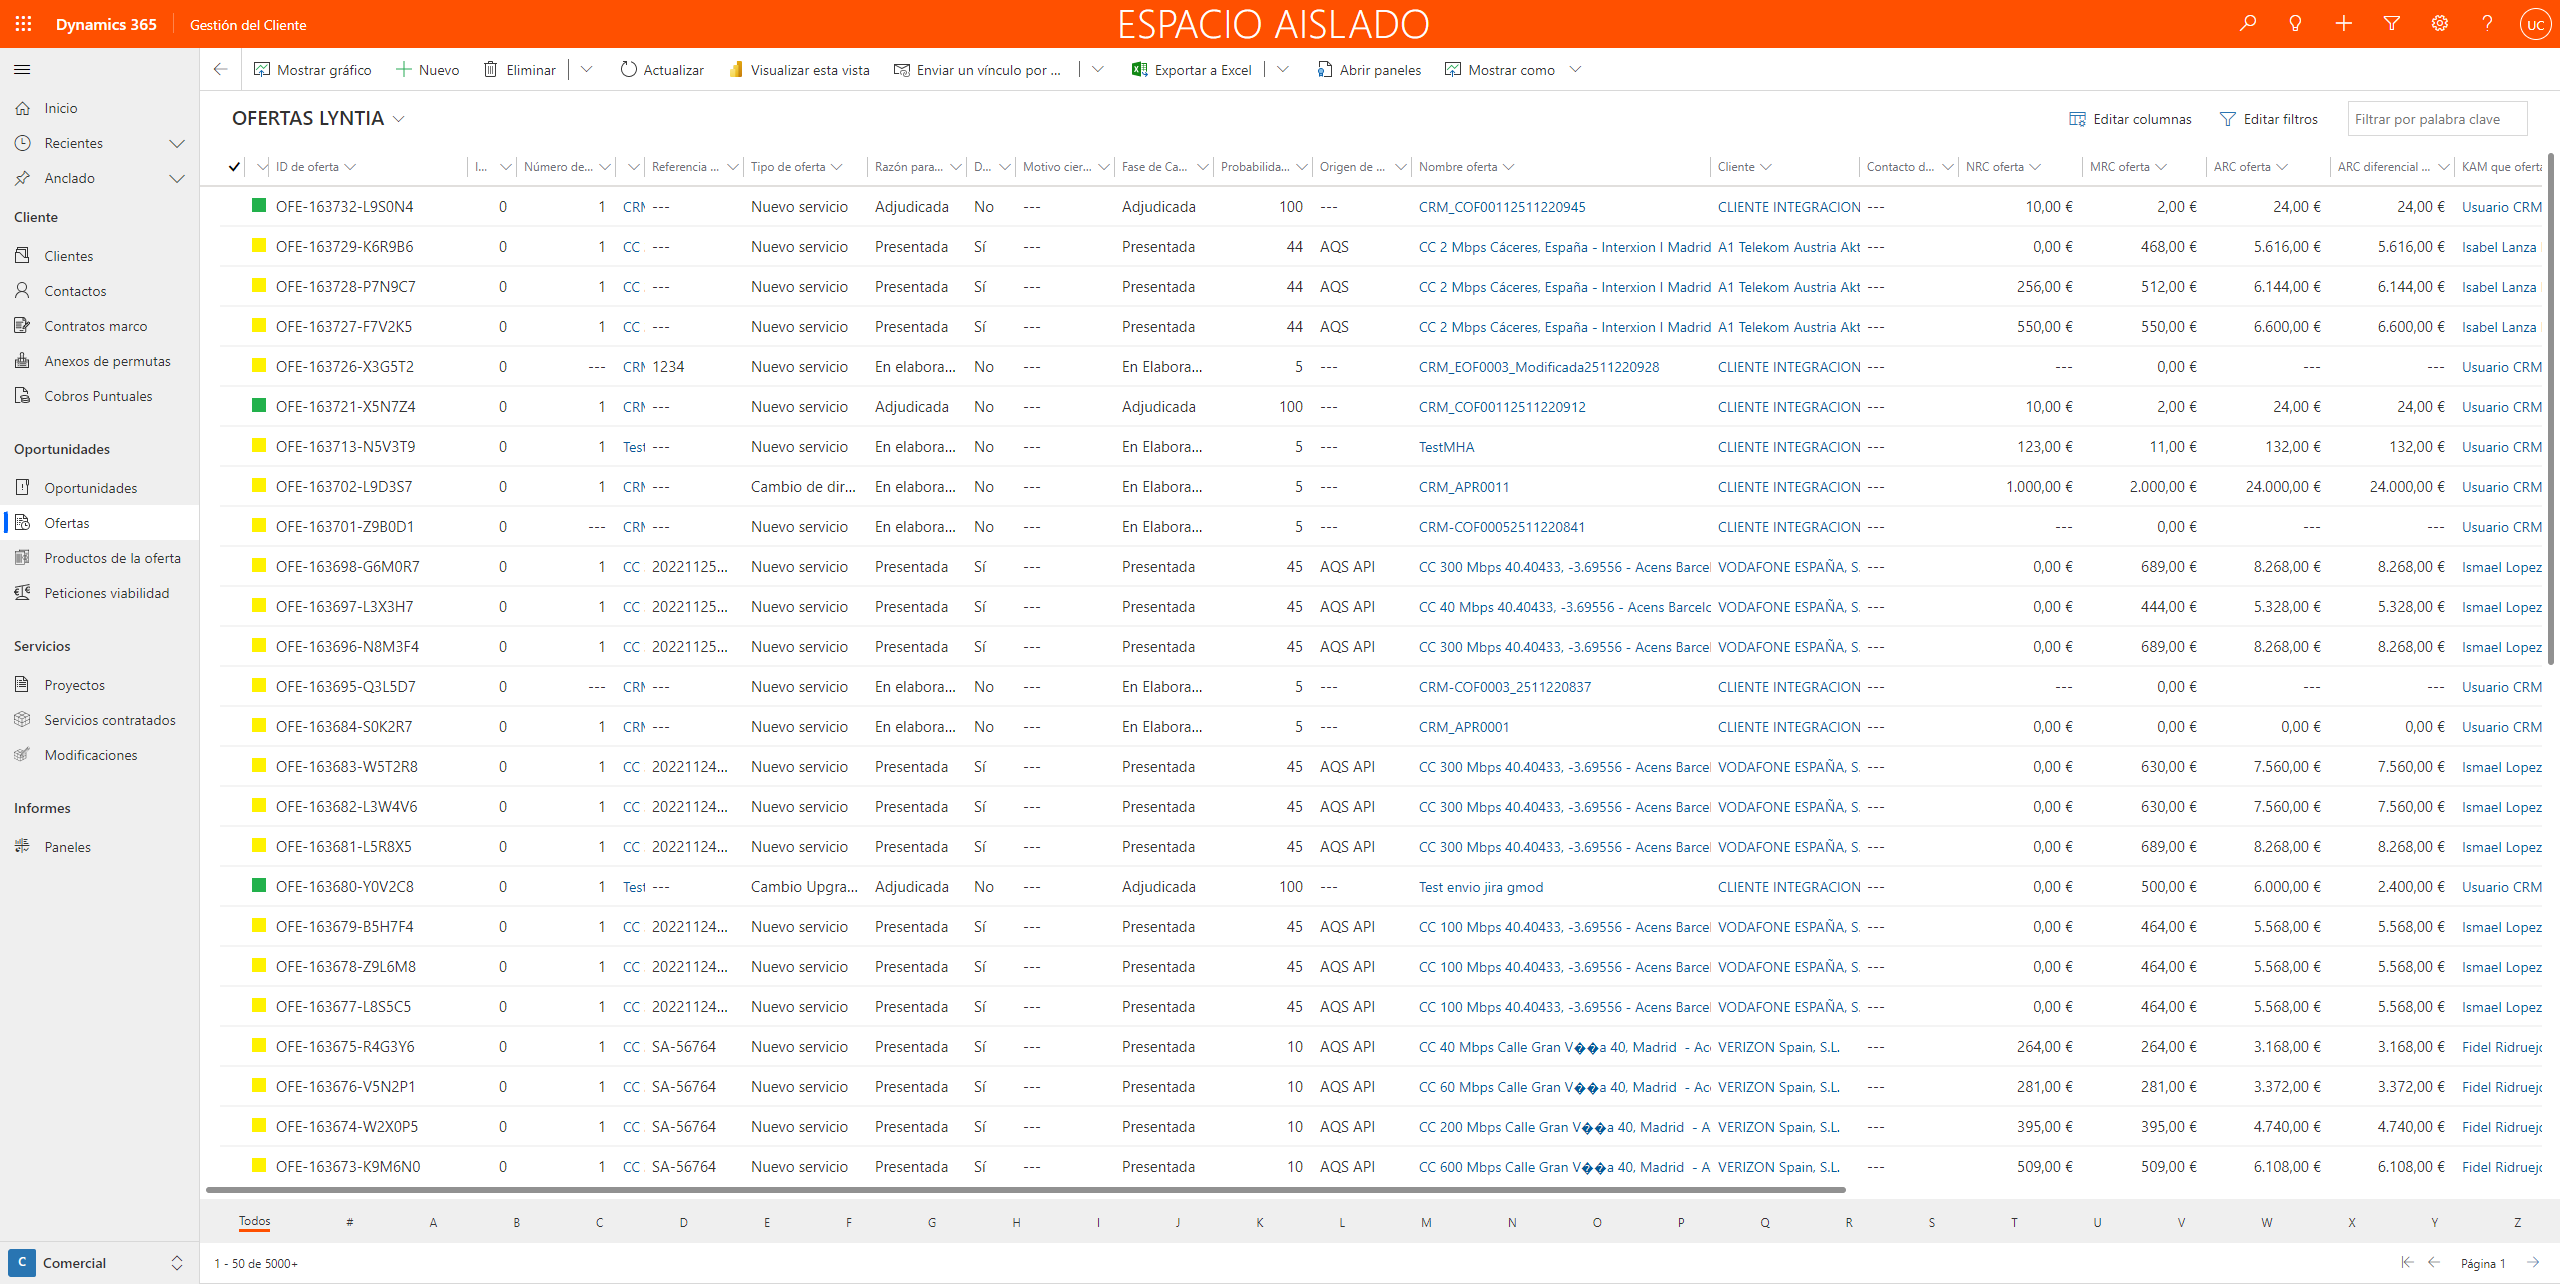 Dynamics 365 Gestión del Cliente ESPACIO AISLADO UC
Mostrar gráfico Nuevo Eliminar Actualizar Visualizar esta vista Enviar un vínculo por ... Exportar a Excel Abrir paneles Mostrar como
Inicio
Recientes
Anclado
Cliente
Clientes
Contactos
Contratos marco
Anexos de permutas
Cobros Puntuales
Oportunidades
Oportunidades
Ofertas
Productos de la oferta
Peticiones viabilidad
Servicios
Proyectos
Servicios contratados
Modificaciones
Informes
Paneles
C Comercial
OFERTAS LYNTIA Editar columnas Editar filtros Filtrar por palabra clave
ID de oferta I... Número de... Referencia ... Tipo de oferta Razón para... D... Motivo cier... Fase de Ca... Probabilida... Origen de ... Nombre oferta Cliente Contacto d... NRC oferta MRC oferta ARC oferta ARC diferencial ... KAM que oferta
OFE-163732-L9S0N4 0 1 CRM --- Nuevo servicio Adjudicada No --- Adjudicada 100 --- CRM_COF00112511220945 CLIENTE INTEGRACION --- 10,00 € 2,00 € 24,00 € 24,00 € Usuario CRM
OFE-163729-K6R9B6 0 1 CC --- Nuevo servicio Presentada Sí --- Presentada 44 AQS CC 2 Mbps Cáceres, España - Interxion I Madrid A1 Telekom Austria Akt --- 0,00 € 468,00 € 5.616,00 € 5.616,00 € Isabel Lanza
OFE-163728-P7N9C7 0 1 CC --- Nuevo servicio Presentada Sí --- Presentada 44 AQS CC 2 Mbps Cáceres, España - Interxion I Madrid A1 Telekom Austria Akt --- 256,00 € 512,00 € 6.144,00 € 6.144,00 € Isabel Lanza
OFE-163727-F7V2K5 0 1 CC --- Nuevo servicio Presentada Sí --- Presentada 44 AQS CC 2 Mbps Cáceres, España - Interxion I Madrid A1 Telekom Austria Akt --- 550,00 € 550,00 € 6.600,00 € 6.600,00 € Isabel Lanza
OFE-163726-X3G5T2 0 --- CRM 1234 Nuevo servicio En elabora... No --- En Elabora... 5 --- CRM_EOF0003_Modificada2511220928 CLIENTE INTEGRACION --- --- 0,00 € --- --- Usuario CRM
OFE-163721-X5N7Z4 0 1 CRM --- Nuevo servicio Adjudicada No --- Adjudicada 100 --- CRM_COF00112511220912 CLIENTE INTEGRACION --- 10,00 € 2,00 € 24,00 € 24,00 € Usuario CRM
OFE-163713-N5V3T9 0 1 Test --- Nuevo servicio En elabora... No --- En Elabora... 5 --- TestMHA CLIENTE INTEGRACION --- 123,00 € 11,00 € 132,00 € 132,00 € Usuario CRM
OFE-163702-L9D3S7 0 1 CRM --- Cambio de dir... En elabora... No --- En Elabora... 5 --- CRM_APR0011 CLIENTE INTEGRACION --- 1.000,00 € 2.000,00 € 24.000,00 € 24.000,00 € Usuario CRM
OFE-163701-Z9B0D1 0 --- CRM --- Nuevo servicio En elabora... No --- En Elabora... 5 --- CRM-COF00052511220841 CLIENTE INTEGRACION --- --- 0,00 € --- --- Usuario CRM
OFE-163698-G6M0R7 0 1 CC 20221125... Nuevo servicio Presentada Sí --- Presentada 45 AQS API CC 300 Mbps 40.40433, -3.69556 - Acens Barcel VODAFONE ESPAÑA, S. --- 0,00 € 689,00 € 8.268,00 € 8.268,00 € Ismael Lopez
OFE-163697-L3X3H7 0 1 CC 20221125... Nuevo servicio Presentada Sí --- Presentada 45 AQS API CC 40 Mbps 40.40433, -3.69556 - Acens Barcelo VODAFONE ESPAÑA, S. --- 0,00 € 444,00 € 5.328,00 € 5.328,00 € Ismael Lopez
OFE-163696-N8M3F4 0 1 CC 20221125... Nuevo servicio Presentada Sí --- Presentada 45 AQS API CC 300 Mbps 40.40433, -3.69556 - Acens Barcel VODAFONE ESPAÑA, S. --- 0,00 € 689,00 € 8.268,00 € 8.268,00 € Ismael Lopez
OFE-163695-Q3L5D7 0 --- CRM --- Nuevo servicio En elabora... No --- En Elabora... 5 --- CRM-COF0003_2511220837 CLIENTE INTEGRACION --- --- 0,00 € --- --- Usuario CRM
OFE-163684-S0K2R7 0 1 CRM --- Nuevo servicio En elabora... No --- En Elabora... 5 --- CRM_APR0001 CLIENTE INTEGRACION --- 0,00 € 0,00 € 0,00 € 0,00 € Usuario CRM
OFE-163683-W5T2R8 0 1 CC 20221124... Nuevo servicio Presentada Sí --- Presentada 45 AQS API CC 300 Mbps 40.40433, -3.69556 - Acens Barcel VODAFONE ESPAÑA, S. --- 0,00 € 630,00 € 7.560,00 € 7.560,00 € Ismael Lopez
OFE-163682-L3W4V6 0 1 CC 20221124... Nuevo servicio Presentada Sí --- Presentada 45 AQS API CC 300 Mbps 40.40433, -3.69556 - Acens Barcel VODAFONE ESPAÑA, S. --- 0,00 € 630,00 € 7.560,00 € 7.560,00 € Ismael Lopez
OFE-163681-L5R8X5 0 1 CC 20221124... Nuevo servicio Presentada Sí --- Presentada 45 AQS API CC 300 Mbps 40.40433, -3.69556 - Acens Barcel VODAFONE ESPAÑA, S. --- 0,00 € 689,00 € 8.268,00 € 8.268,00 € Ismael Lopez
OFE-163680-Y0V2C8 0 1 Test --- Cambio Upgra... Adjudicada No --- Adjudicada 100 --- Test envio jira gmod CLIENTE INTEGRACION --- 0,00 € 500,00 € 6.000,00 € 2.400,00 € Usuario CRM
OFE-163679-B5H7F4 0 1 CC 20221124... Nuevo servicio Presentada Sí --- Presentada 45 AQS API CC 100 Mbps 40.40433, -3.69556 - Acens Barcel VODAFONE ESPAÑA, S. --- 0,00 € 464,00 € 5.568,00 € 5.568,00 € Ismael Lopez
OFE-163678-Z9L6M8 0 1 CC 20221124... Nuevo servicio Presentada Sí --- Presentada 45 AQS API CC 100 Mbps 40.40433, -3.69556 - Acens Barcel VODAFONE ESPAÑA, S. --- 0,00 € 464,00 € 5.568,00 € 5.568,00 € Ismael Lopez
OFE-163677-L8S5C5 0 1 CC 20221124... Nuevo servicio Presentada Sí --- Presentada 45 AQS API CC 100 Mbps 40.40433, -3.69556 - Acens Barcel VODAFONE ESPAÑA, S. --- 0,00 € 464,00 € 5.568,00 € 5.568,00 € Ismael Lopez
OFE-163675-R4G3Y6 0 1 CC SA-56764 Nuevo servicio Presentada Sí --- Presentada 10 AQS API CC 40 Mbps Calle Gran V��a 40, Madrid - Ac VERIZON Spain, S.L. --- 264,00 € 264,00 € 3.168,00 € 3.168,00 € Fidel Ridruejo
OFE-163676-V5N2P1 0 1 CC SA-56764 Nuevo servicio Presentada Sí --- Presentada 10 AQS API CC 60 Mbps Calle Gran V��a 40, Madrid - Ac VERIZON Spain, S.L. --- 281,00 € 281,00 € 3.372,00 € 3.372,00 € Fidel Ridruejo
OFE-163674-W2X0P5 0 1 CC SA-56764 Nuevo servicio Presentada Sí --- Presentada 10 AQS API CC 200 Mbps Calle Gran V��a 40, Madrid - A VERIZON Spain, S.L. --- 395,00 € 395,00 € 4.740,00 € 4.740,00 € Fidel Ridruejo
OFE-163673-K9M6N0 0 1 CC SA-56764 Nuevo servicio Presentada Sí --- Presentada 10 AQS API CC 600 Mbps Calle Gran V��a 40, Madrid - A VERIZON Spain, S.L. --- 509,00 € 509,00 € 6.108,00 € 6.108,00 € Fidel Ridruejo
Todos # A B C D E F G H I J K L M N O P Q R S T U V W X Y Z
1 - 50 de 5000+ Página 1